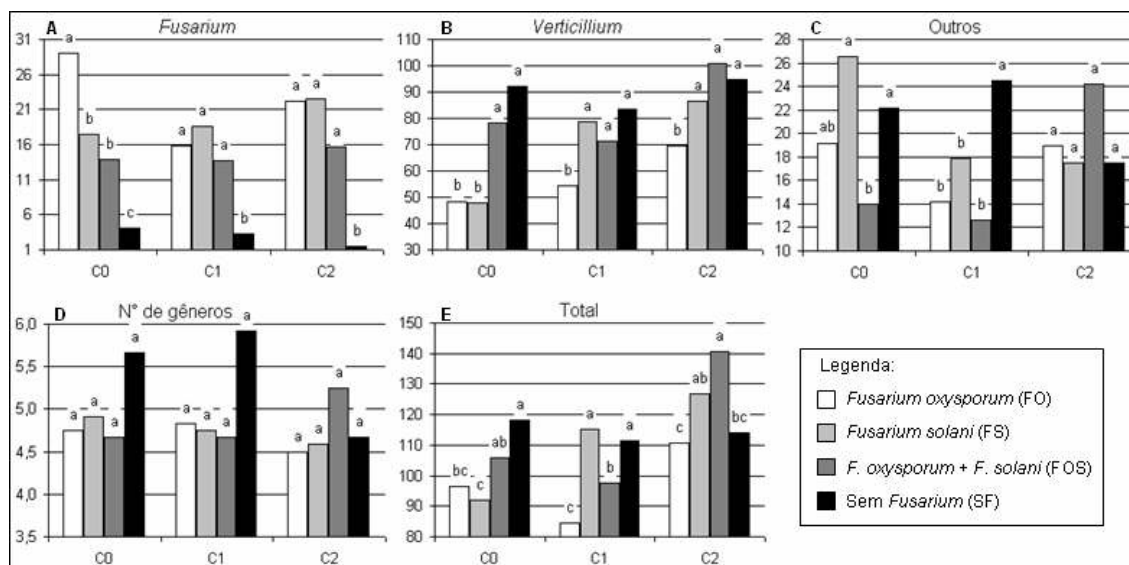 A Fusarium
31
26
21
16
11
6
1
a b b c
a a a b
a a a b
C0 C1 C2
B Verticillium
110
100
90
80
70
60
50
40
30
b b a a
b a a a
b a a a
C0 C1 C2
C Outros
28
26
24
22
20
18
16
14
12
10
ab a b a
b b b a
a a a a
C0 C1 C2
D N° de gêneros
6,0
5,5
5,0
4,5
4,0
3,5
a a a a
a a a a
a a a a
C0 C1 C2
E Total
150
140
130
120
110
100
90
80
bc c ab a
c a b a
c ab a bc
C0 C1 C2
Legenda:
Fusarium oxysporum (FO)
Fusarium solani (FS)
F. oxysporum + F. solani (FOS)
Sem Fusarium (SF)